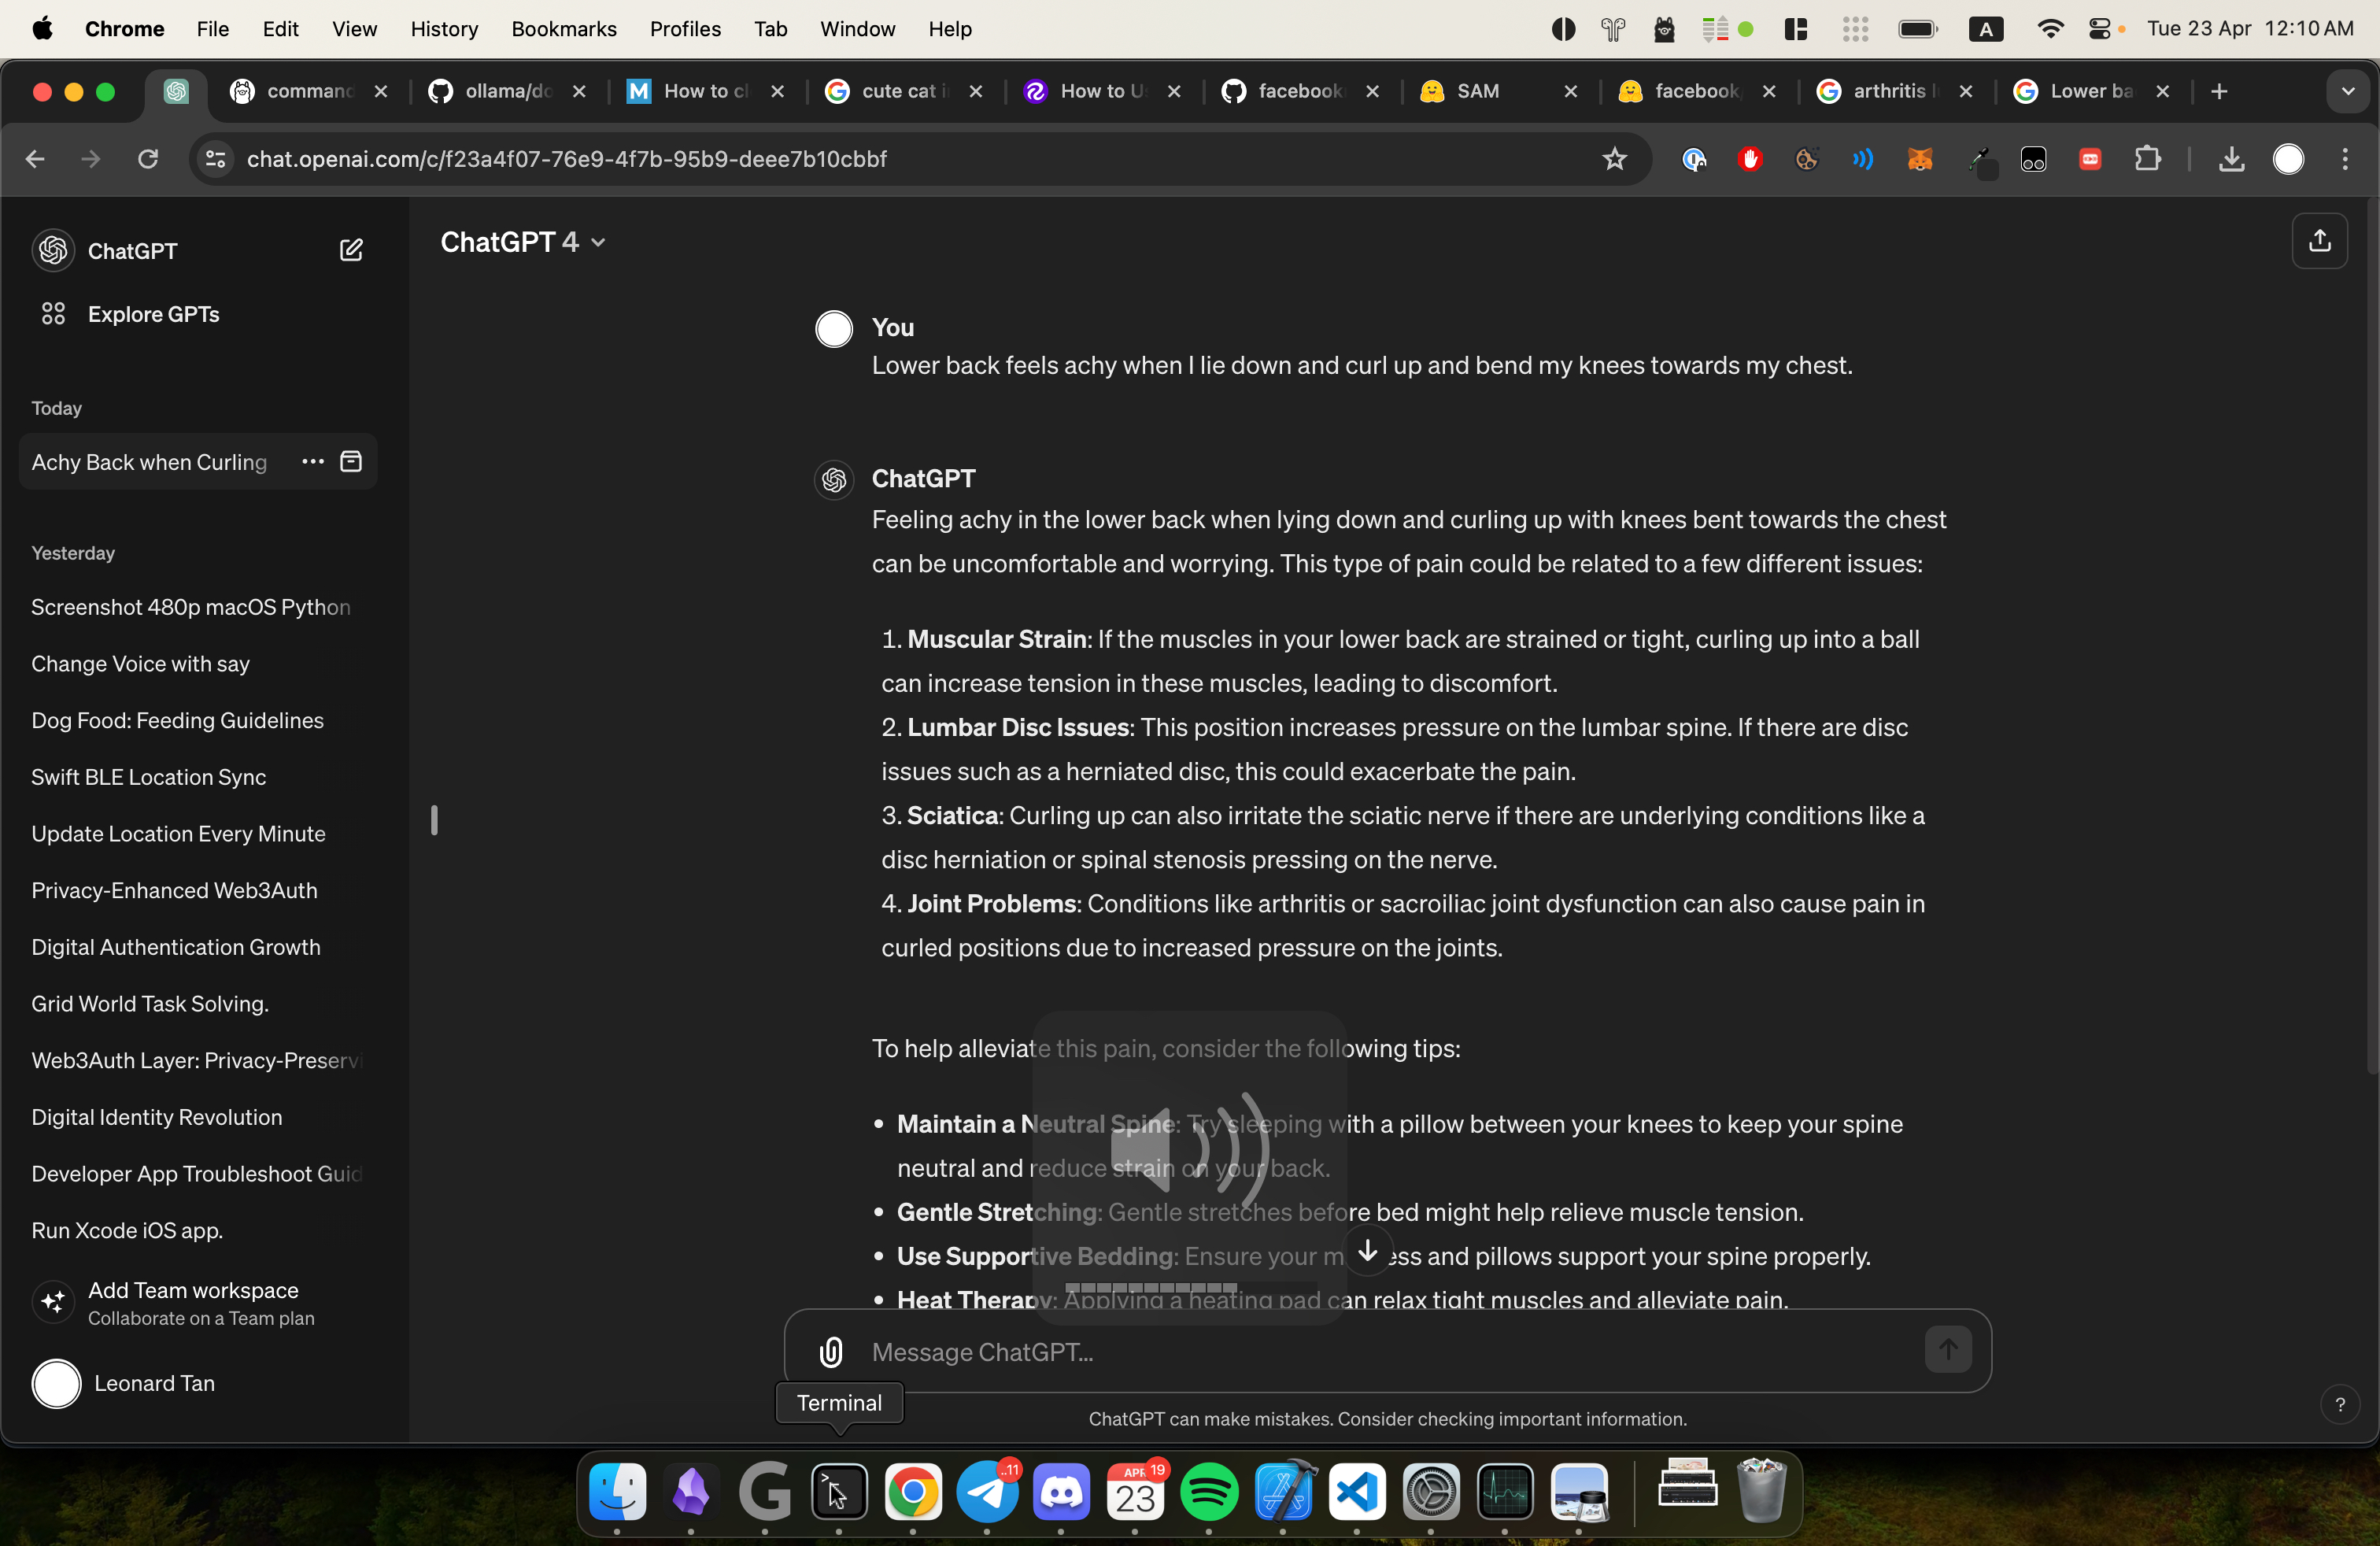 Chrome File Edit View History Bookmarks Profiles Tab Window Help
A Tue 23 Apr 12:10 AM
command ollama/do How to cl cute cat i How to U facebook SAM facebook arthritis Lower ba
chat.openai.com/c/f23a4f07-76e9-4f7b-95b9-deee7b10cbbf
ChatGPT
Explore GPTs
Today
Achy Back when Curling
Yesterday
Screenshot 480p macOS Python
Change Voice with say
Dog Food: Feeding Guidelines
Swift BLE Location Sync
Update Location Every Minute
Privacy-Enhanced Web3Auth
Digital Authentication Growth
Grid World Task Solving.
Web3Auth Layer: Privacy-Preservi
Digital Identity Revolution
Developer App Troubleshoot Guid
Run Xcode iOS app.
Add Team workspace
Collaborate on a Team plan
Leonard Tan
ChatGPT 4
You
Lower back feels achy when I lie down and curl up and bend my knees towards my chest.
ChatGPT
Feeling achy in the lower back when lying down and curling up with knees bent towards the chest
can be uncomfortable and worrying. This type of pain could be related to a few different issues:
1. Muscular Strain: If the muscles in your lower back are strained or tight, curling up into a ball
can increase tension in these muscles, leading to discomfort.
2. Lumbar Disc Issues: This position increases pressure on the lumbar spine. If there are disc
issues such as a herniated disc, this could exacerbate the pain.
3. Sciatica: Curling up can also irritate the sciatic nerve if there are underlying conditions like a
disc herniation or spinal stenosis pressing on the nerve.
4. Joint Problems: Conditions like arthritis or sacroiliac joint dysfunction can also cause pain in
curled positions due to increased pressure on the joints.
To help alleviate this pain, consider the following tips:
• Maintain a Neutral Spine: Try sleeping with a pillow between your knees to keep your spine
neutral and reduce strain on your back.
• Gentle Stretching: Gentle stretches before bed might help relieve muscle tension.
• Use Supportive Bedding: Ensure your m ess and pillows support your spine properly.
• Heat Therapy: Applying a heating pad can relax tight muscles and alleviate pain.
Message ChatGPT...
Terminal
ChatGPT can make mistakes. Consider checking important information.
?
..11
APR 19
23